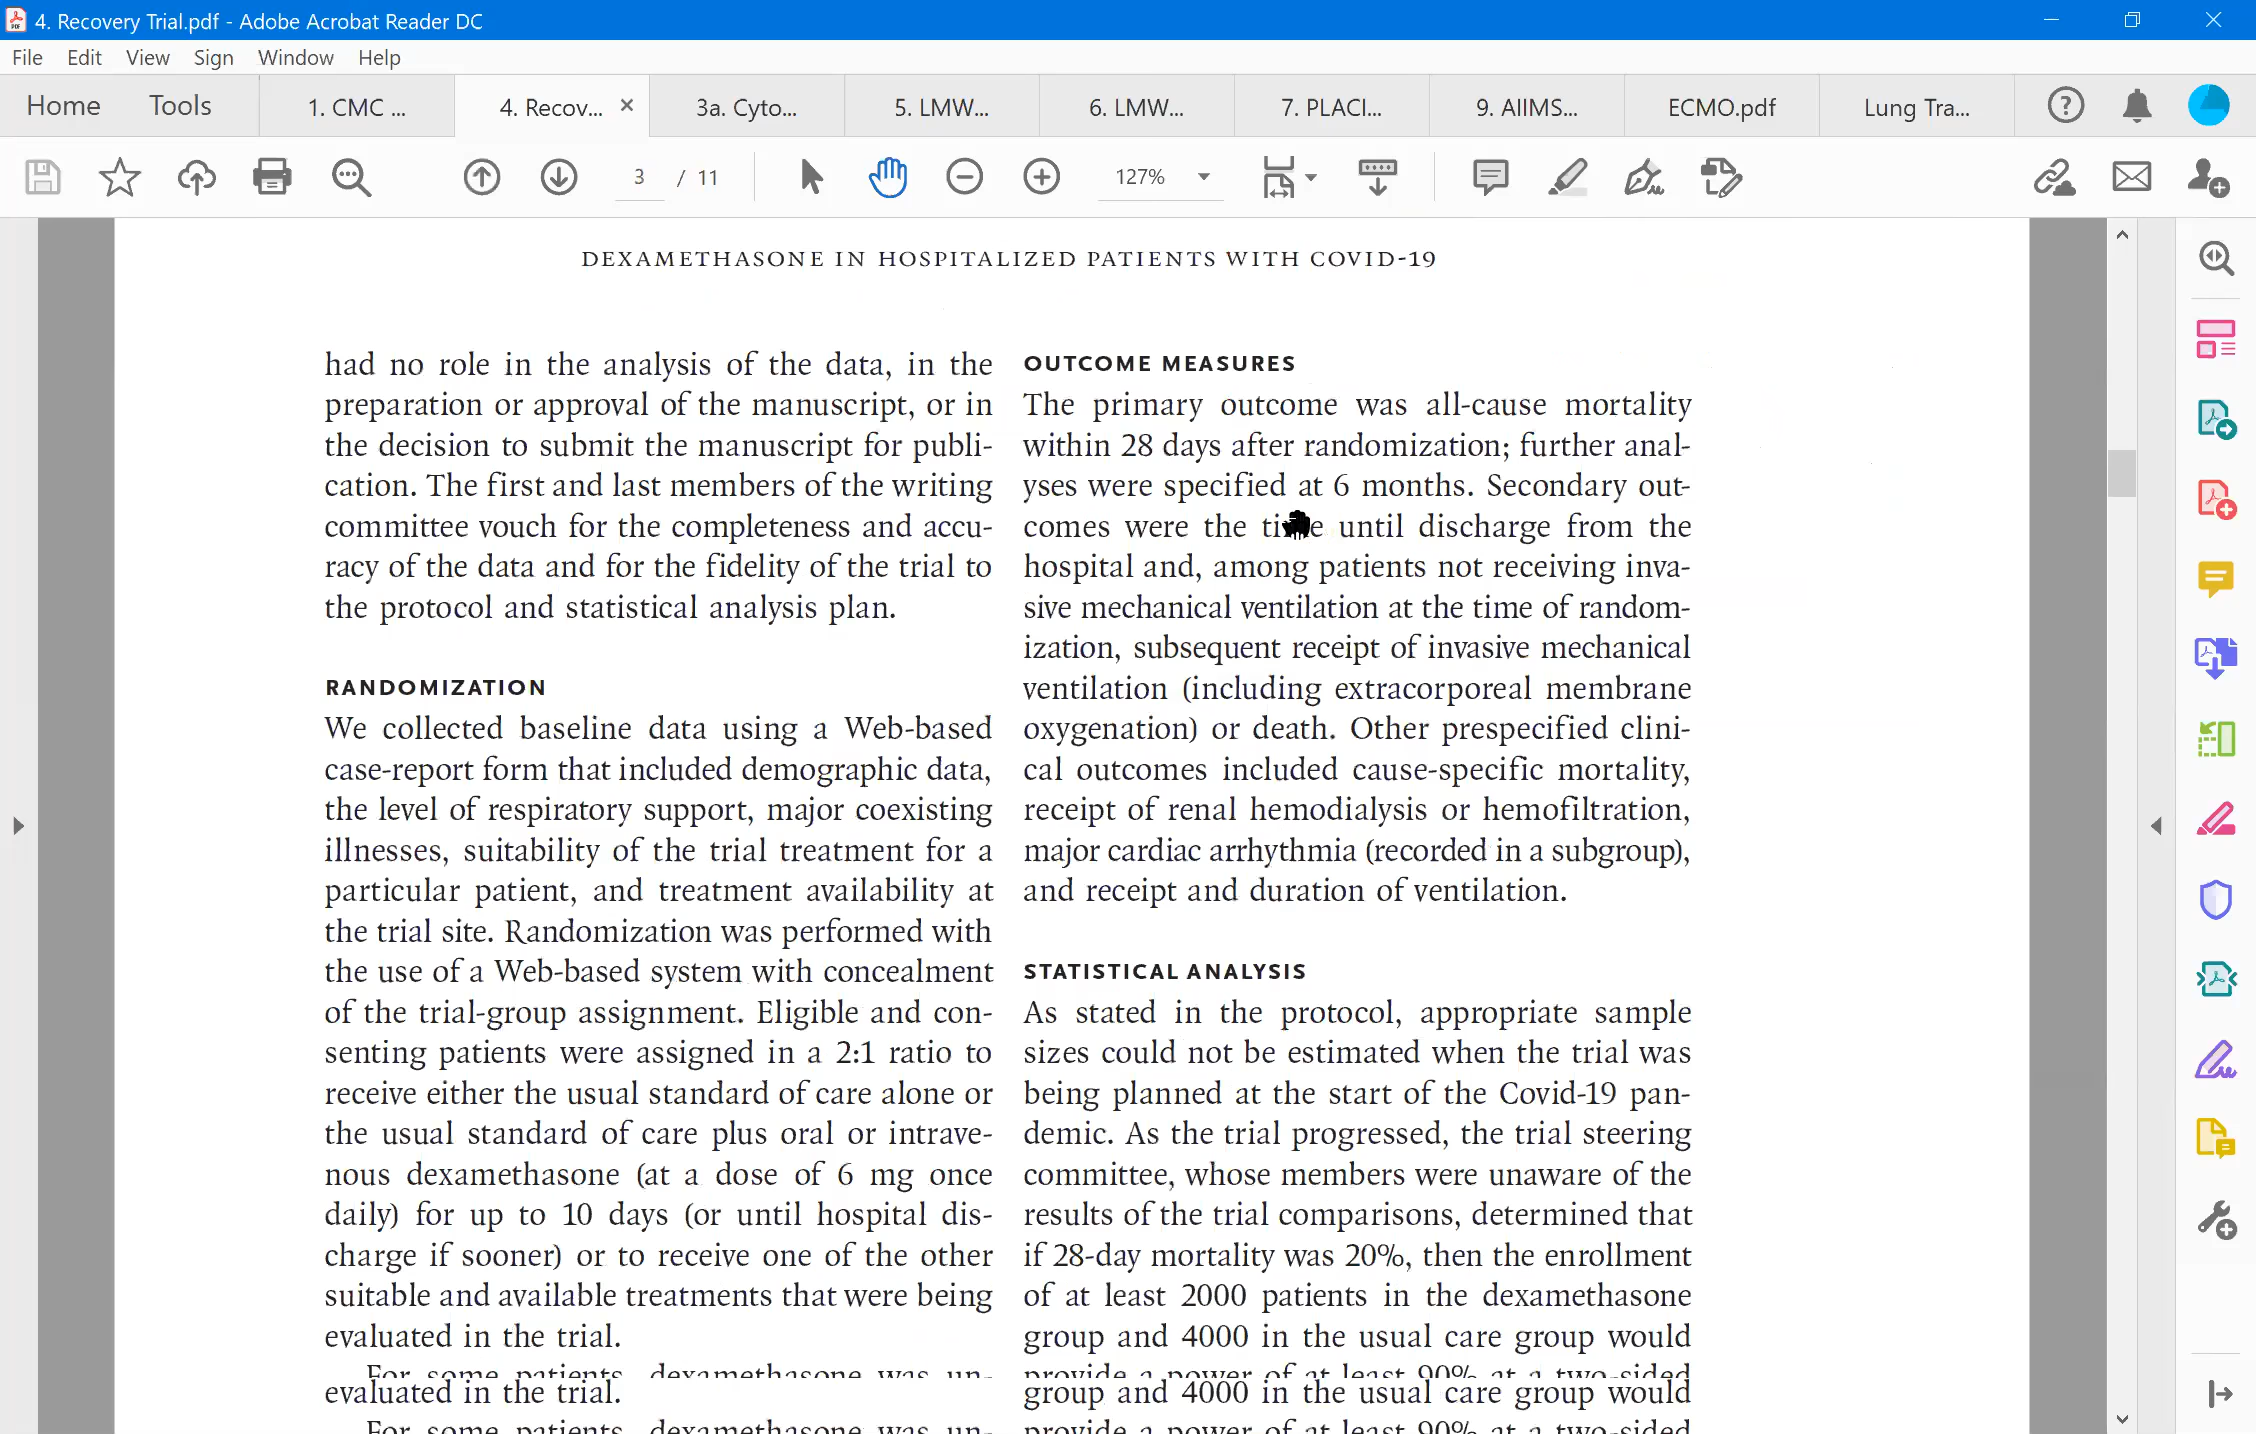 4. Recovery Trial.pdf - Adobe Acrobat Reader DC
File Edit View Sign Window Help
Home Tools 1. CMC ... 4. Recov... × 3a. Cyto... 5. LMW... 6. LMW... 7. PLACI... 9. AIIMS... ECMO.pdf Lung Tra...
3 / 11 127%
DEXAMETHASONE IN HOSPITALIZED PATIENTS WITH COVID-19
had no role in the analysis of the data, in the
preparation or approval of the manuscript, or in
the decision to submit the manuscript for publi-
cation. The first and last members of the writing
committee vouch for the completeness and accu-
racy of the data and for the fidelity of the trial to
the protocol and statistical analysis plan.
RANDOMIZATION
We collected baseline data using a Web-based
case-report form that included demographic data,
the level of respiratory support, major coexisting
illnesses, suitability of the trial treatment for a
particular patient, and treatment availability at
the trial site. Randomization was performed with
the use of a Web-based system with concealment
of the trial-group assignment. Eligible and con-
senting patients were assigned in a 2:1 ratio to
receive either the usual standard of care alone or
the usual standard of care plus oral or intrave-
nous dexamethasone (at a dose of 6 mg once
daily) for up to 10 days (or until hospital dis-
charge if sooner) or to receive one of the other
suitable and available treatments that were being
evaluated in the trial.
For some patients, dexamethasone was un-
evaluated in the trial.
For some patients, dexamethasone was un-
OUTCOME MEASURES
The primary outcome was all-cause mortality
within 28 days after randomization; further anal-
yses were specified at 6 months. Secondary out-
comes were the time until discharge from the
hospital and, among patients not receiving inva-
sive mechanical ventilation at the time of random-
ization, subsequent receipt of invasive mechanical
ventilation (including extracorporeal membrane
oxygenation) or death. Other prespecified clini-
cal outcomes included cause-specific mortality,
receipt of renal hemodialysis or hemofiltration,
major cardiac arrhythmia (recorded in a subgroup),
and receipt and duration of ventilation.
STATISTICAL ANALYSIS
As stated in the protocol, appropriate sample
sizes could not be estimated when the trial was
being planned at the start of the Covid-19 pan-
demic. As the trial progressed, the trial steering
committee, whose members were unaware of the
results of the trial comparisons, determined that
if 28-day mortality was 20%, then the enrollment
of at least 2000 patients in the dexamethasone
group and 4000 in the usual care group would
provide a power of at least 90% at a two-sided
group and 4000 in the usual care group would
provide a power of at least 90% at a two-sided